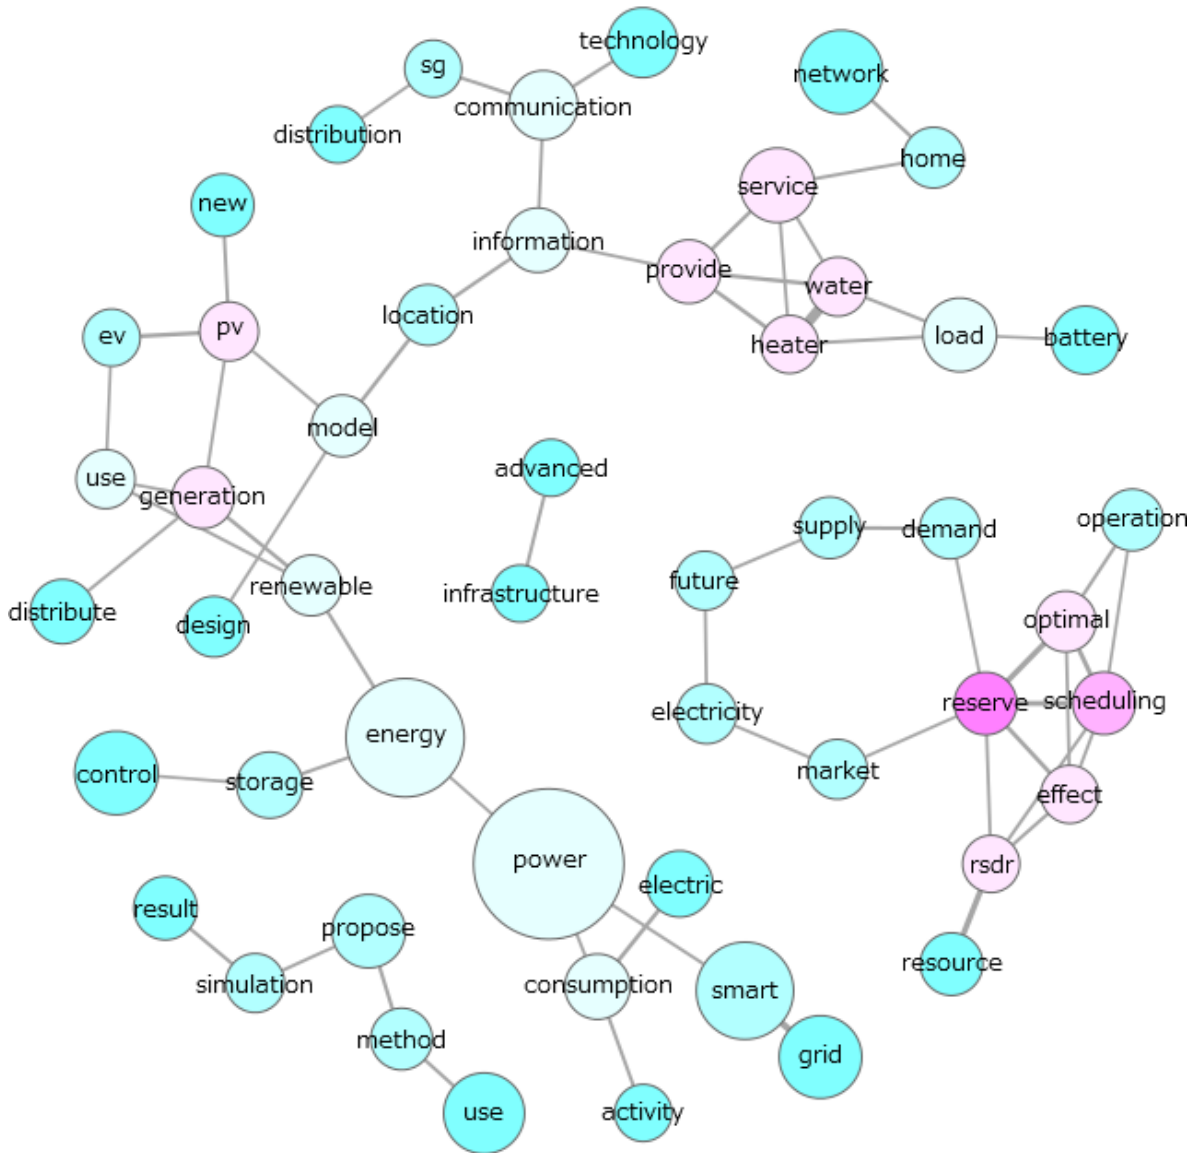 technology
sg
network
communication
distribution
home
service
new
information
provide
water
location
pv
ev
load
battery
heater
model
advanced
use
generation
operation
supply
demand
future
renewable
infrastructure
distribute
design
optimal
reserve
scheduling
electricity
energy
market
control
storage
effect
power
rsdr
electric
result
propose
resource
simulation
consumption
smart
method
grid
use
activity